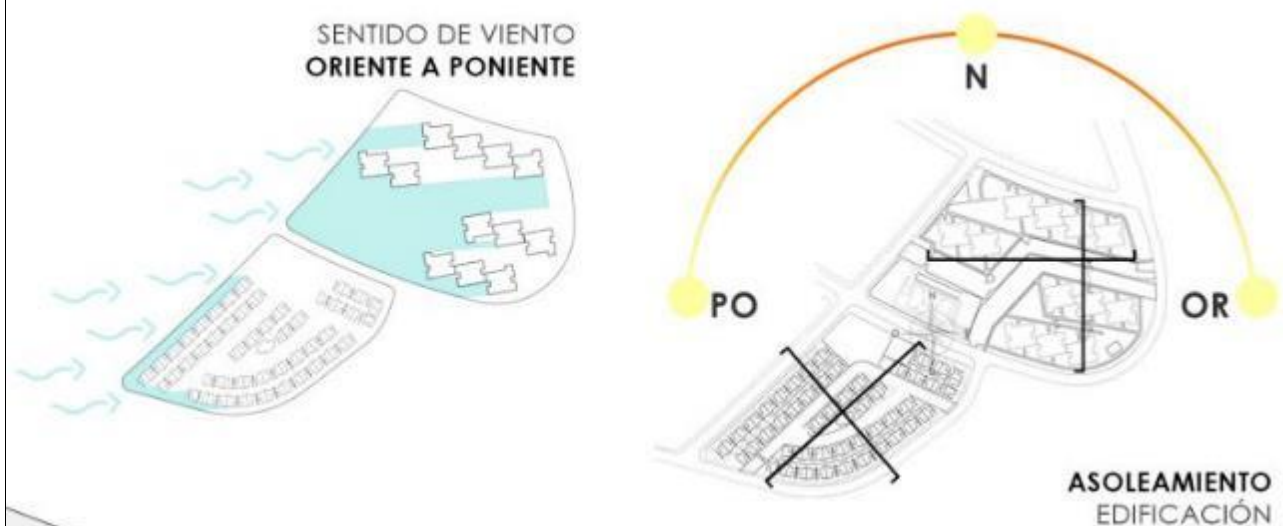 SENTIDO DE VIENTO
ORIENTE A PONIENTE
N
PO
OR
ASOLEAMIENTO
EDIFICACIÓN